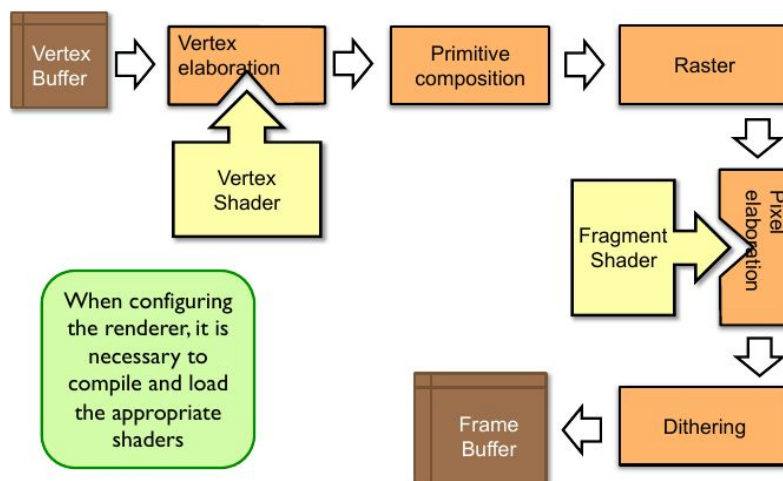 Vertex
Buffer
Vertex
elaboration
Primitive
composition
Raster
Vertex
Shader
Fragment
Shader
Pixel
elaboration
When configuring
the renderer, it is
necessary to
compile and load
the appropriate
shaders
Frame
Buffer
Dithering